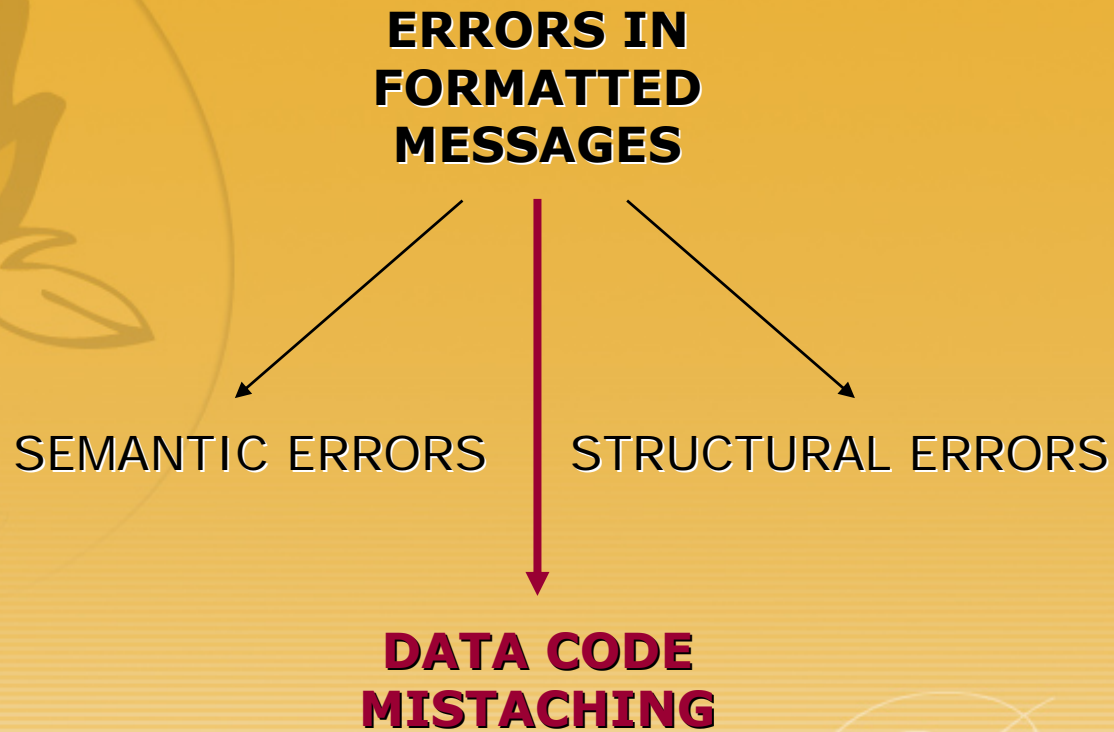 ERRORS IN
FORMATTED
MESSAGES
SEMANTIC ERRORS
STRUCTURAL ERRORS
DATA CODE
MISTACHING